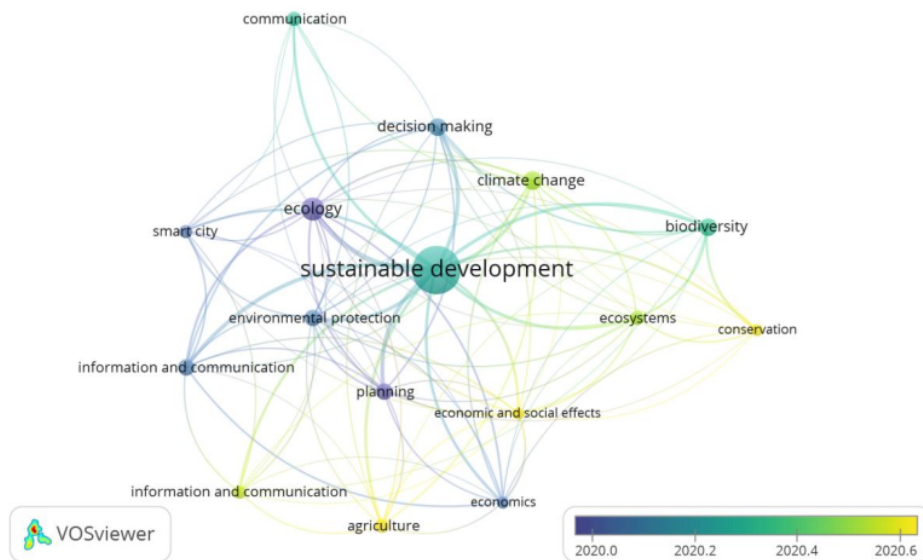 communication
decision making
climate change
ecology
biodiversity
smart city
sustainable development
environmental protection
ecosystems
conservation
information and communication
planning
economic and social effects
information and communication
economics
agriculture
VOSviewer
2020.0 2020.2 2020.4 2020.6